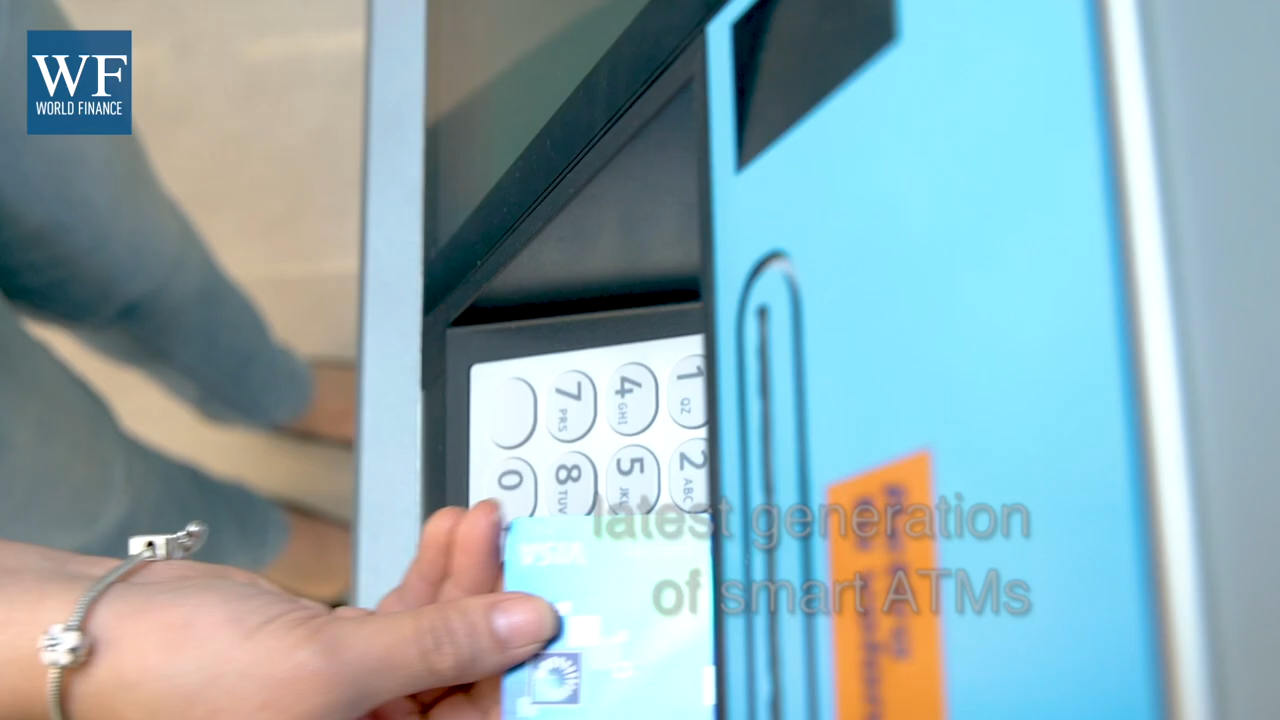 WF
WORLD FINANCE
7 PRS
4 GHI
1 QZ
0
8 TUV
5
2 ABC
VISA
latest generation
of smart ATMs